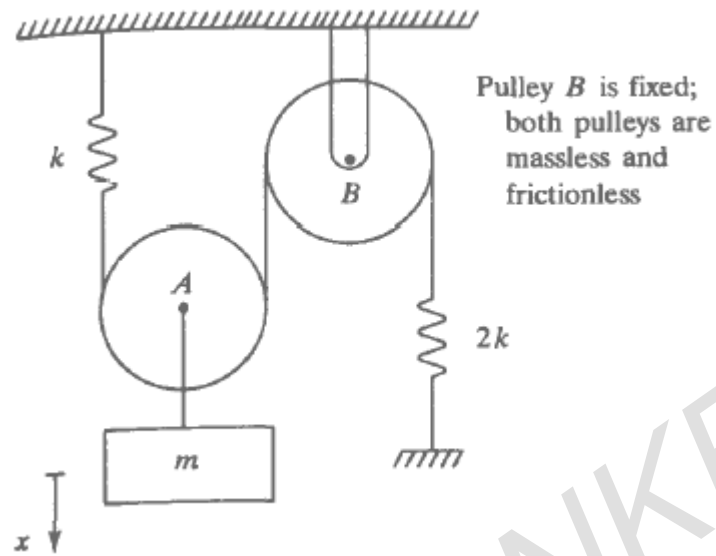 Pulley B is fixed;
both pulleys are
massless and
frictionless
k
B
A
2k
m
x